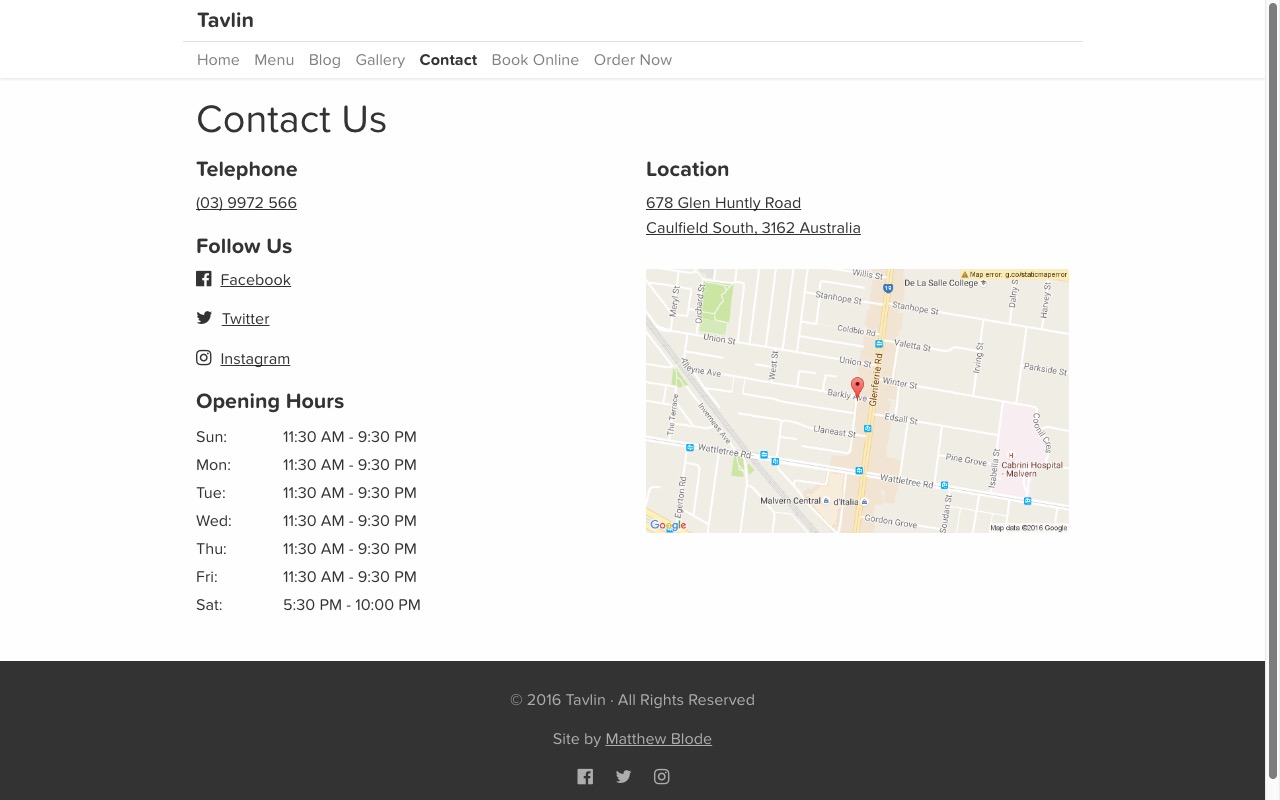 Tavlin
Home Menu Blog Gallery Contact Book Online Order Now
Contact Us
Telephone
(03) 9972 566
Follow Us
Facebook
Twitter
Instagram
Opening Hours
Sun: 11:30 AM - 9:30 PM
Mon: 11:30 AM - 9:30 PM
Tue: 11:30 AM - 9:30 PM
Wed: 11:30 AM - 9:30 PM
Thu: 11:30 AM - 9:30 PM
Fri: 11:30 AM - 9:30 PM
Sat: 5:30 PM - 10:00 PM
Location
678 Glen Huntly Road
Caulfield South, 3162 Australia
Willis St
Map error: g.co/staticmaperror
De La Salle College
Meryl St
Orchard St
Stanhope St
Stanhope St
Dalny St
Harvey St
Coldblo Rd
Union St
Valetta St
Irving St
West St
Union St
Parkside St
Alleyne Ave
Glenferrie Rd
Winter St
Barkly Ave
The Terrace
Inverness Ave
Edsall St
Llaneast St
Coonil Cres
Wattletree Rd
Pine Grove
Isabella St
H
Cabrini Hospital
- Malvern
Egerton Rd
Wattletree Rd
Malvern Central
d'Italia
Soudan St
Gordon Grove
Google
Map data ©2016 Google
© 2016 Tavlin · All Rights Reserved
Site by Matthew Blode